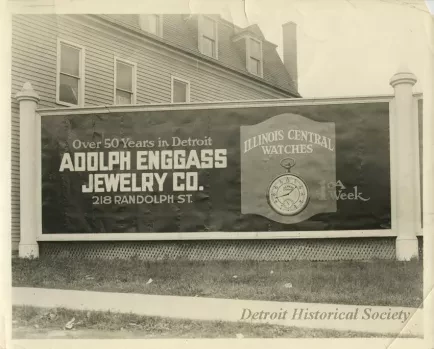 Over 50 Years in Detroit
ADOLPH ENGGASS
JEWELRY CO.
218 RANDOLPH ST.
ILLINOIS CENTRAL
WATCHES
A
Week
Detroit Historical Society